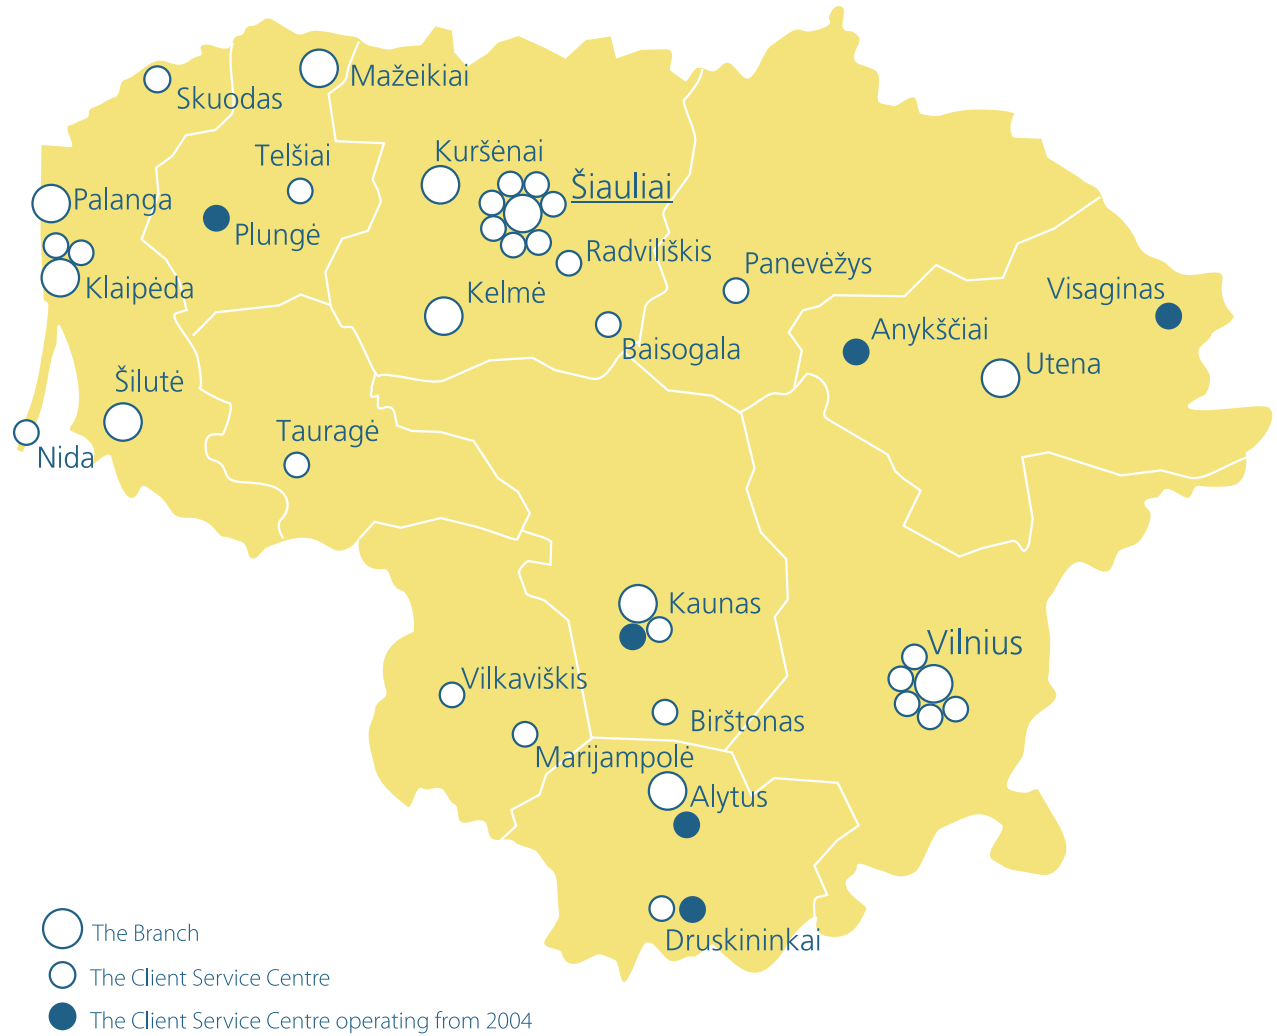 Mažeikiai
Skuodas
Telšiai
Kuršėnai
Šiauliai
Palanga
Plungė
Radviliškis
Panevėžys
Klaipėda
Kelmė
Visaginas
Anykščiai
Baisogala
Utena
Šilutė
Tauragė
Nida
Kaunas
Vilnius
Vilkaviškis
Birštonas
Marijampolė
Alytus
Druskininkai
The Branch
The Client Service Centre
The Client Service Centre operating from 2004